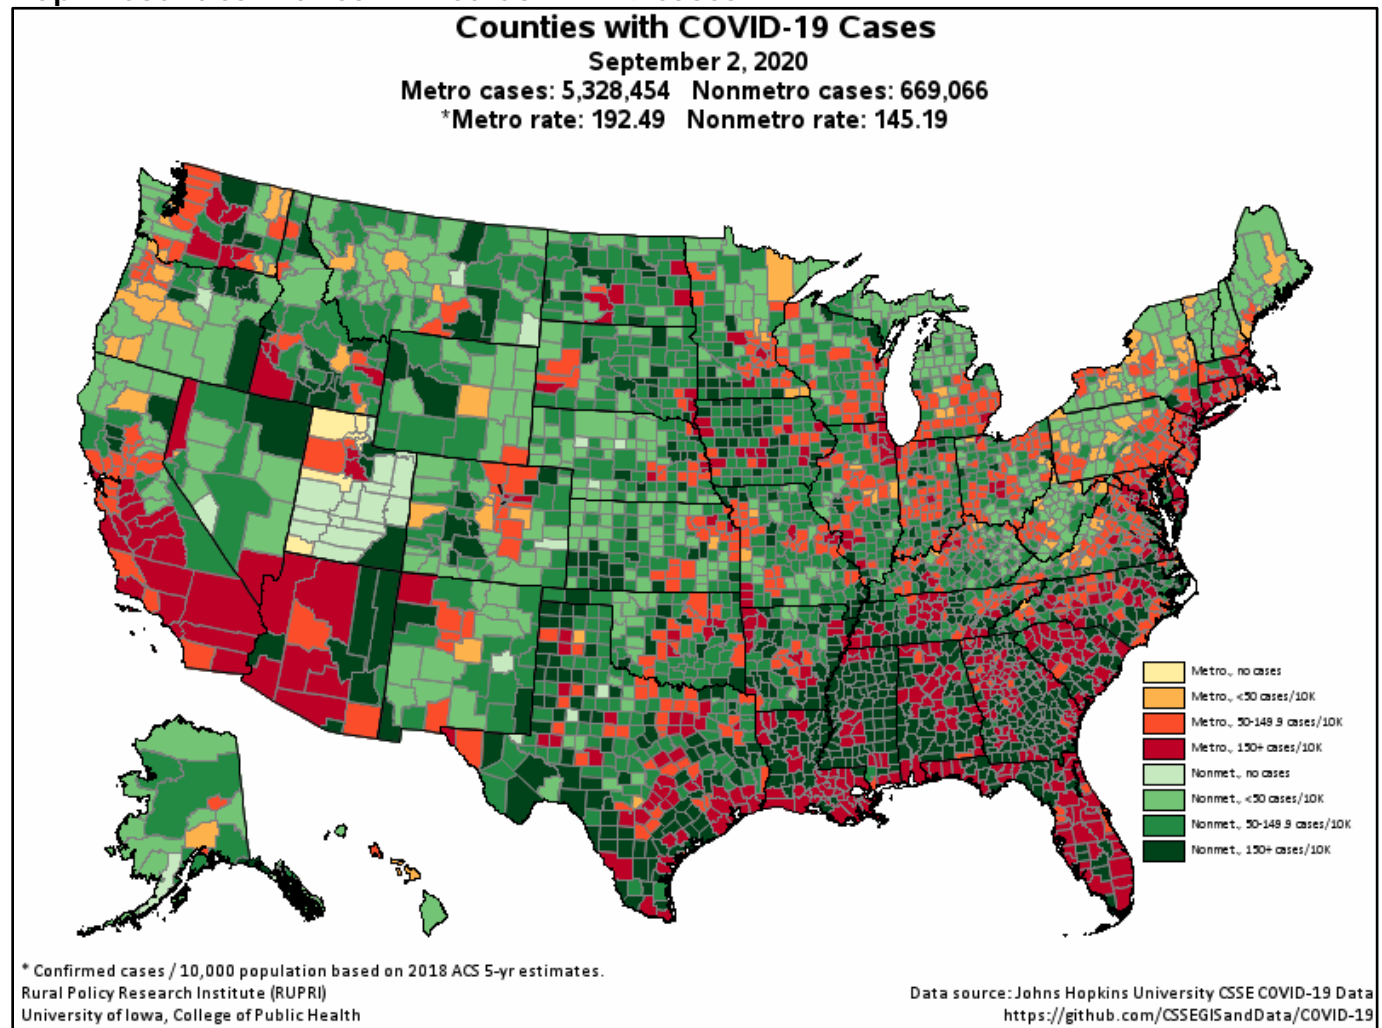 Counties with COVID-19 Cases
September 2, 2020
Metro cases: 5,328,454 Nonmetro cases: 669,066
*Metro rate: 192.49 Nonmetro rate: 145.19
Metro., no cases
Metro., <50 cases/10K
Metro., 50-149.9 cases/10K
Metro., 150+ cases/10K
Nonmet., no cases
Nonmet., <50 cases/10K
Nonmet., 50-149.9 cases/10K
Nonmet., 150+ cases/10K
* Confirmed cases / 10,000 population based on 2018 ACS 5-yr estimates.
Rural Policy Research Institute (RUPRI)
University of Iowa, College of Public Health
Data source: Johns Hopkins University CSSE COVID-19 Data
https://github.com/CSSEGISandData/COVID-19